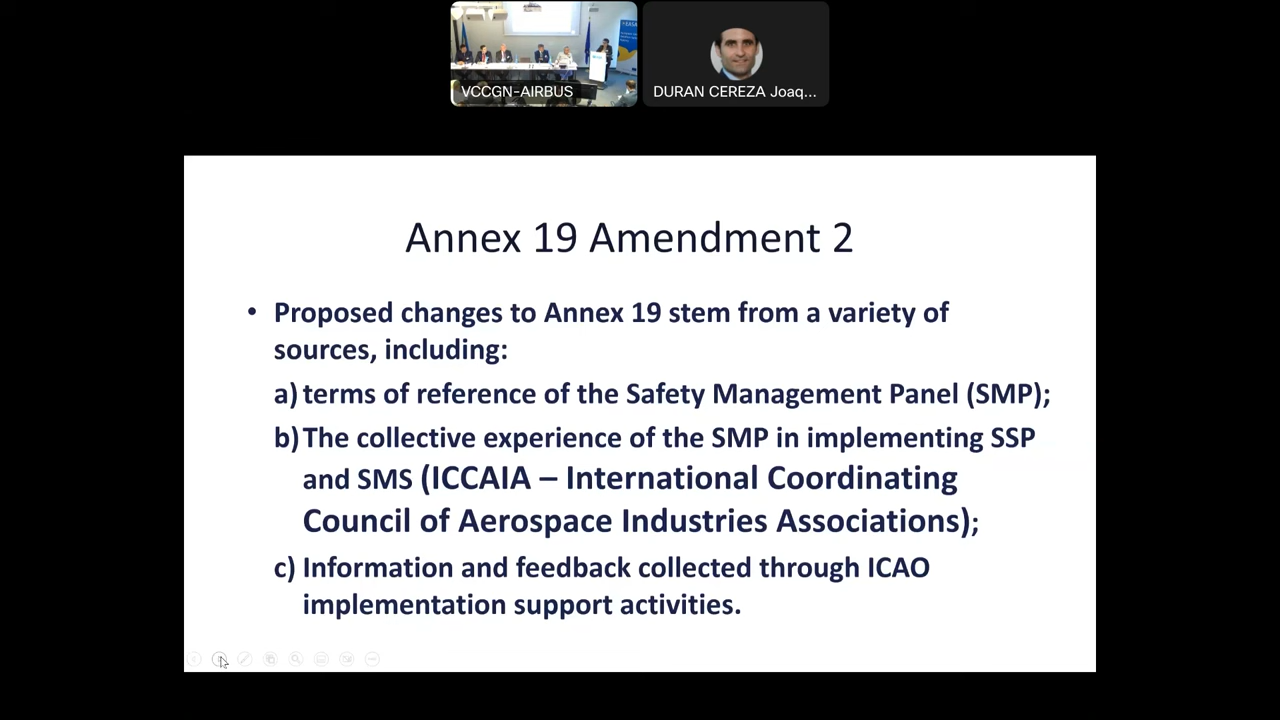 VCCGN-AIRBUS
DURAN CEREZA Joaq...
Annex 19 Amendment 2
• Proposed changes to Annex 19 stem from a variety of
sources, including:
a) terms of reference of the Safety Management Panel (SMP);
b) The collective experience of the SMP in implementing SSP
and SMS (ICCAIA – International Coordinating
Council of Aerospace Industries Associations);
c) Information and feedback collected through ICAO
implementation support activities.